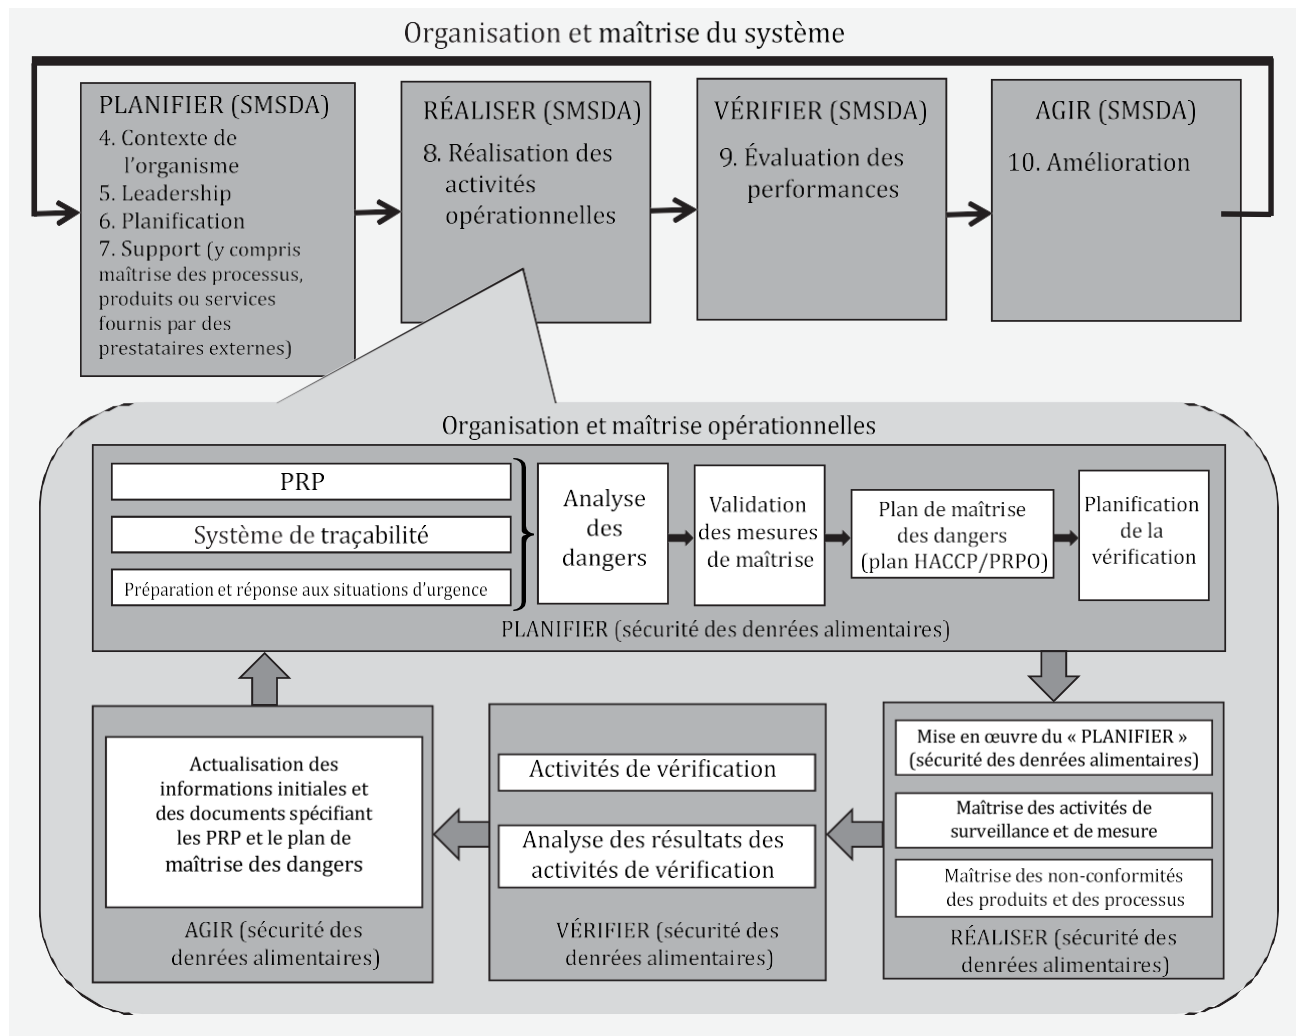 Organisation et maîtrise du système
PLANIFIER (SMSDA)
4. Contexte de
l’organisme
5. Leadership
6. Planification
7. Support (y compris
maîtrise des processus,
produits ou services
fournis par des
prestataires externes)
RÉALISER (SMSDA)
8. Réalisation des
activités
opérationnelles
VÉRIFIER (SMSDA)
9. Évaluation des
performances
AGIR (SMSDA)
10. Amélioration
Organisation et maîtrise opérationnelles
PRP
Système de traçabilité
Préparation et réponse aux situations d’urgence
Analyse
des
dangers
Validation
des mesures
de maîtrise
Plan de maîtrise
des dangers
(plan HACCP/PRPO)
Planification
de la
vérification
PLANIFIER (sécurité des denrées alimentaires)
Actualisation des
informations initiales et
des documents spécifiant
les PRP et le plan de
maîtrise des dangers
AGIR (sécurité des
denrées alimentaires)
Activités de vérification
Analyse des résultats des
activités de vérification
VÉRIFIER (sécurité des
denrées alimentaires)
Mise en œuvre du « PLANIFIER »
(sécurité des denrées alimentaires)
Maîtrise des activités de
surveillance et de mesure
Maîtrise des non-conformités
des produits et des processus
RÉALISER (sécurité des
denrées alimentaires)